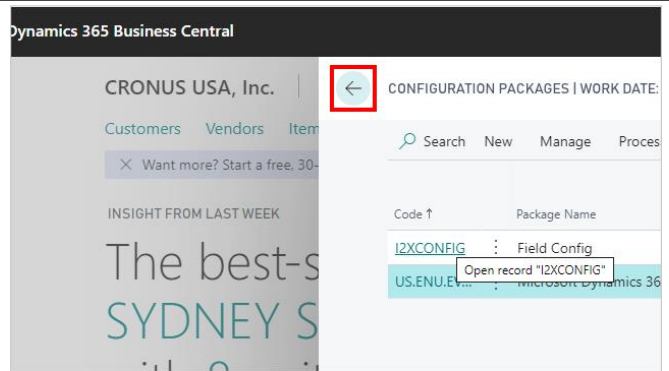 Dynamics 365 Business Central
CRONUS USA, Inc.
CONFIGURATION PACKAGES | WORK DATE:
Customers Vendors Item
Search New Manage Proces
Want more? Start a free, 30-
INSIGHT FROM LAST WEEK
Code ↑ Package Name
I2XCONFIG Field Config
Open record "I2XCONFIG"
US.ENU.EV... Microsoft Dynamics 36
The best-s
SYDNEY S